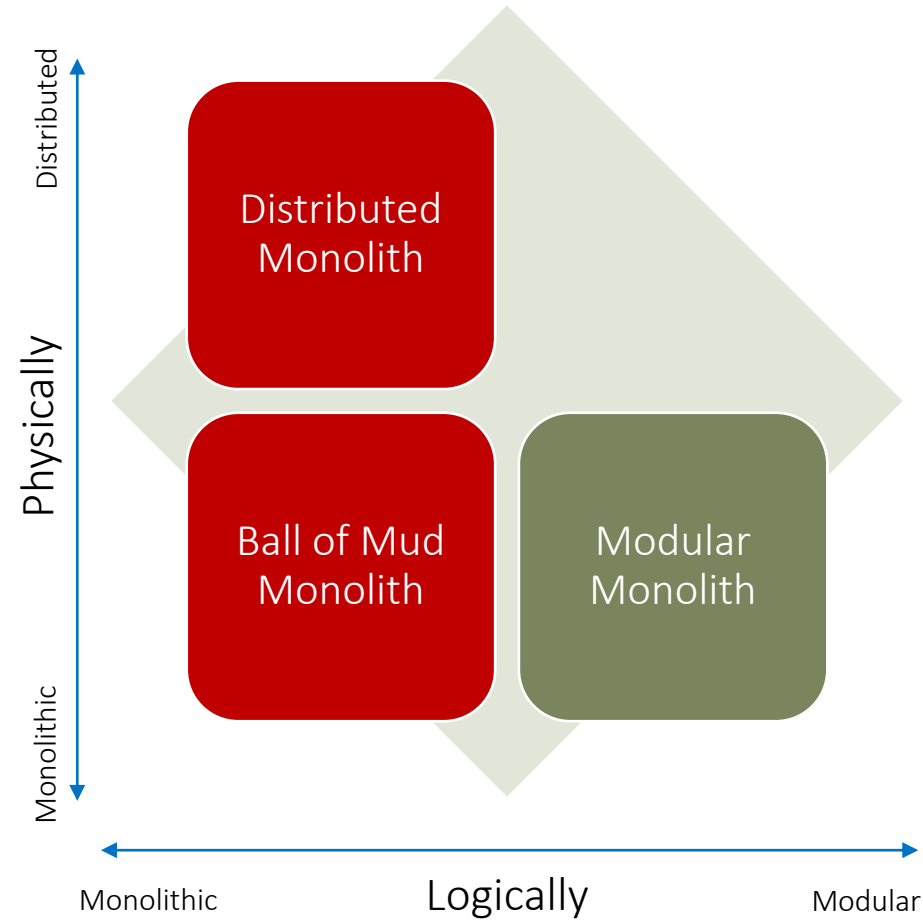 Distributed
Physically
Monolithic
Distributed
Monolith
Ball of Mud
Monolith
Modular
Monolith
Monolithic
Logically
Modular